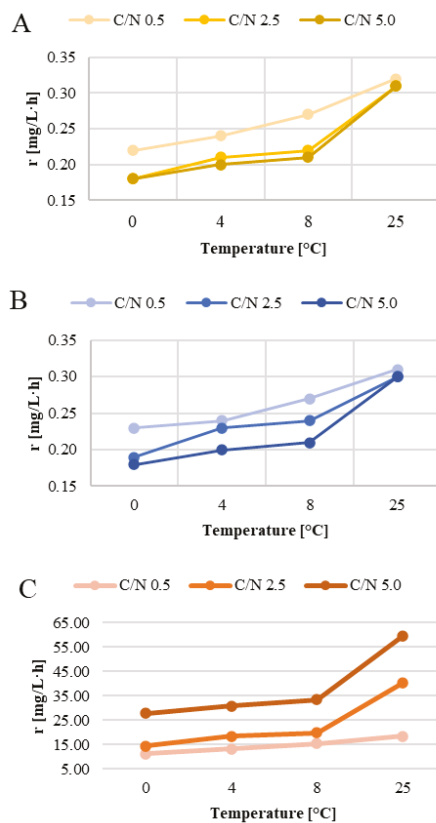 A
C/N 0.5 C/N 2.5 C/N 5.0
0.35
0.30
0.25
0.20
0.15
r [mg/L·h]
0 4 8 25
Temperature [°C]
B
C/N 0.5 C/N 2.5 C/N 5.0
0.35
0.30
0.25
0.20
0.15
r [mg/L·h]
0 4 8 25
Temperature [°C]
C
C/N 0.5 C/N 2.5 C/N 5.0
65.00
55.00
45.00
35.00
25.00
15.00
5.00
r [mg/L·h]
0 4 8 25
Temperature [°C]